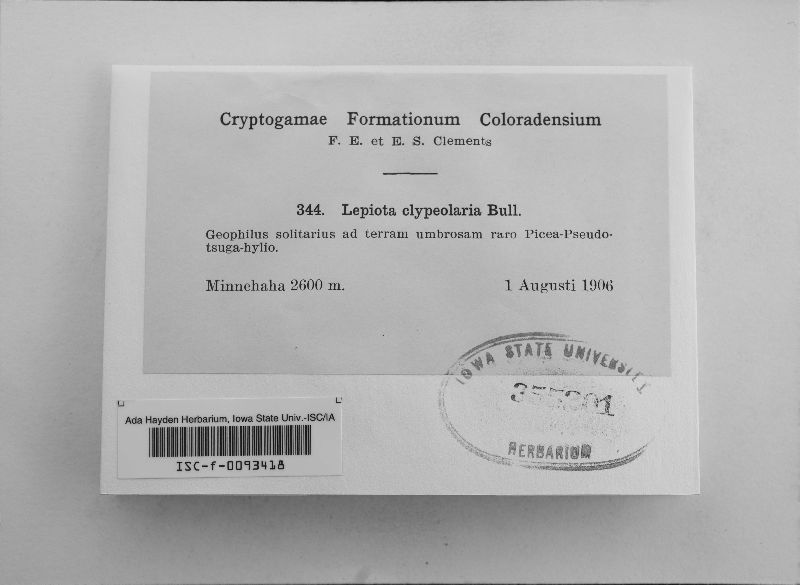 Cryptogamae Formationum Coloradensium
F. E. et E. S. Clements
344. Lepiota clypeolaria Bull.
Geophilus solitarius ad terram umbrosam raro Picea-Pseudo-
tsuga-hylio.
Minnehaha 2600 m. 1 Augusti 1906
IOWA STATE UNIVERSITY
HERBARIUM
Ada Hayden Herbarium, Iowa State Univ.-ISC/IA
ISC-f-0093418